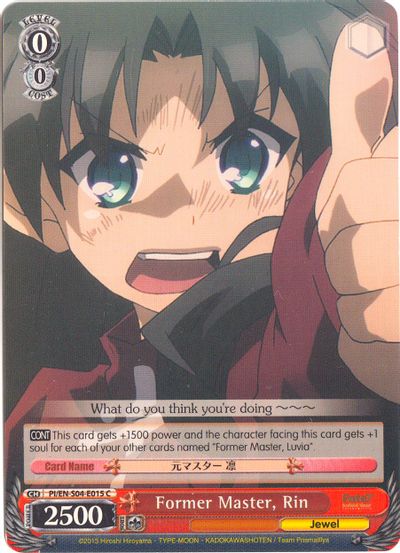 LEVEL
0
0
COST
What do you think you're doing ～～～
CONT This card gets +1500 power and the character facing this card gets +1
soul for each of your other cards named "Former Master, Luvia".
Card Name
元マスター 凛
CH PI/EN-S04-E015 C
Former Master, Rin
2500
Jewel
©2013 Hiroshi Hiroyama · TYPE-MOON · KADOKAWASHOTEN / Team Prismaillya